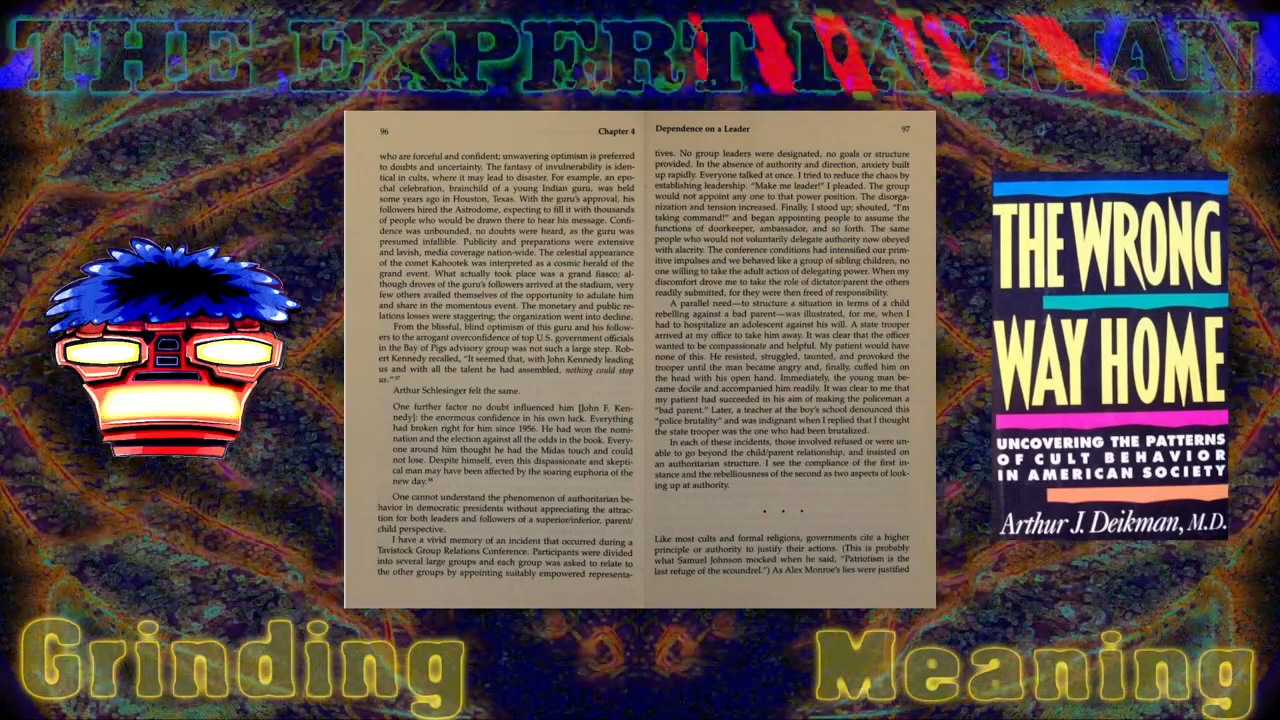 THE EXPERT LAYMAN
96 Chapter 4
who are forceful and confident; unwavering optimism is preferred
to doubts and uncertainty. The fantasy of invulnerability is iden-
tical in cults, where it may lead to disaster. For example, an epo-
chal celebration, brainchild of a young Indian guru, was held
some years ago in Houston, Texas. With the guru's approval, his
followers hired the Astrodome, expecting to fill it with thousands
of people who would be drawn there to hear his message. Confi-
dence was unbounded, no doubts were heard, as the guru was
presumed infallible. Publicity and preparations were extensive
and lavish, media coverage nation-wide. The celestial appearance
of the comet Kahootek was interpreted as a cosmic herald of the
grand event. What actually took place was a grand fiasco; al-
though droves of the guru's followers arrived at the stadium, very
few others availed themselves of the opportunity to adulate him
and share in the momentous event. The monetary and public re-
lations losses were staggering; the organization went into decline.
From the blissful, blind optimism of this guru and his follow-
ers to the arrogant overconfidence of top U.S. government officials
in the Bay of Pigs advisory group was not such a large step. Rob-
ert Kennedy recalled, "It seemed that, with John Kennedy leading
us and with all the talent he had assembled, nothing could stop
us."³⁷
Arthur Schlesinger felt the same.
One further factor no doubt influenced him [John F. Ken-
nedy]: the enormous confidence in his own luck. Everything
had broken right for him since 1956. He had won the nomi-
nation and the election against all the odds in the book. Every-
one around him thought he had the Midas touch and could
not lose. Despite himself, even this dispassionate and skepti-
cal man may have been affected by the soaring euphoria of the
new day.³⁸
One cannot understand the phenomenon of authoritarian be-
havior in democratic presidents without appreciating the attrac-
tion for both leaders and followers of a superior/inferior, parent/
child perspective.
I have a vivid memory of an incident that occurred during a
Tavistock Group Relations Conference. Participants were divided
into several large groups and each group was asked to relate to
the other groups by appointing suitably empowered representa-
Dependence on a Leader 97
tives. No group leaders were designated, no goals or structure
provided. In the absence of authority and direction, anxiety built
up rapidly. Everyone talked at once. I tried to reduce the chaos by
establishing leadership. "Make me leader!" I pleaded. The group
would not appoint any one to that power position. The disorga-
nization and tension increased. Finally, I stood up; shouted, "I'm
taking command!" and began appointing people to assume the
functions of doorkeeper, ambassador, and so forth. The same
people who would not voluntarily delegate authority now obeyed
with alacrity. The conference conditions had intensified our prim-
itive impulses and we behaved like a group of sibling children, no
one willing to take the adult action of delegating power. When my
discomfort drove me to take the role of dictator/parent the others
readily submitted, for they were then freed of responsibility.
A parallel need—to structure a situation in terms of a child
rebelling against a bad parent—was illustrated, for me, when I
had to hospitalize an adolescent against his will. A state trooper
arrived at my office to take him away. It was clear that the officer
wanted to be compassionate and helpful. My patient would have
none of this. He resisted, struggled, taunted, and provoked the
trooper until the man became angry and, finally, cuffed him on
the head with his open hand. Immediately, the young man be-
came docile and accompanied him readily. It was clear to me that
my patient had succeeded in his aim of making the policeman a
"bad parent." Later, a teacher at the boy's school denounced this
"police brutality" and was indignant when I replied that I thought
the state trooper was the one who had been brutalized.
In each of these incidents, those involved refused or were un-
able to go beyond the child/parent relationship, and insisted on
an authoritarian structure. I see the compliance of the first in-
stance and the rebelliousness of the second as two aspects of look-
ing up at authority.
• • •
Like most cults and formal religions, governments cite a higher
principle or authority to justify their actions. (This is probably
what Samuel Johnson mocked when he said, "Patriotism is the
last refuge of the scoundrel.") As Alex Monroe's lies were justified
THE WRONG
WAY HOME
UNCOVERING THE PATTERNS
OF CULT BEHAVIOR
IN AMERICAN SOCIETY
Arthur J. Deikman, M.D.
Grinding Meaning